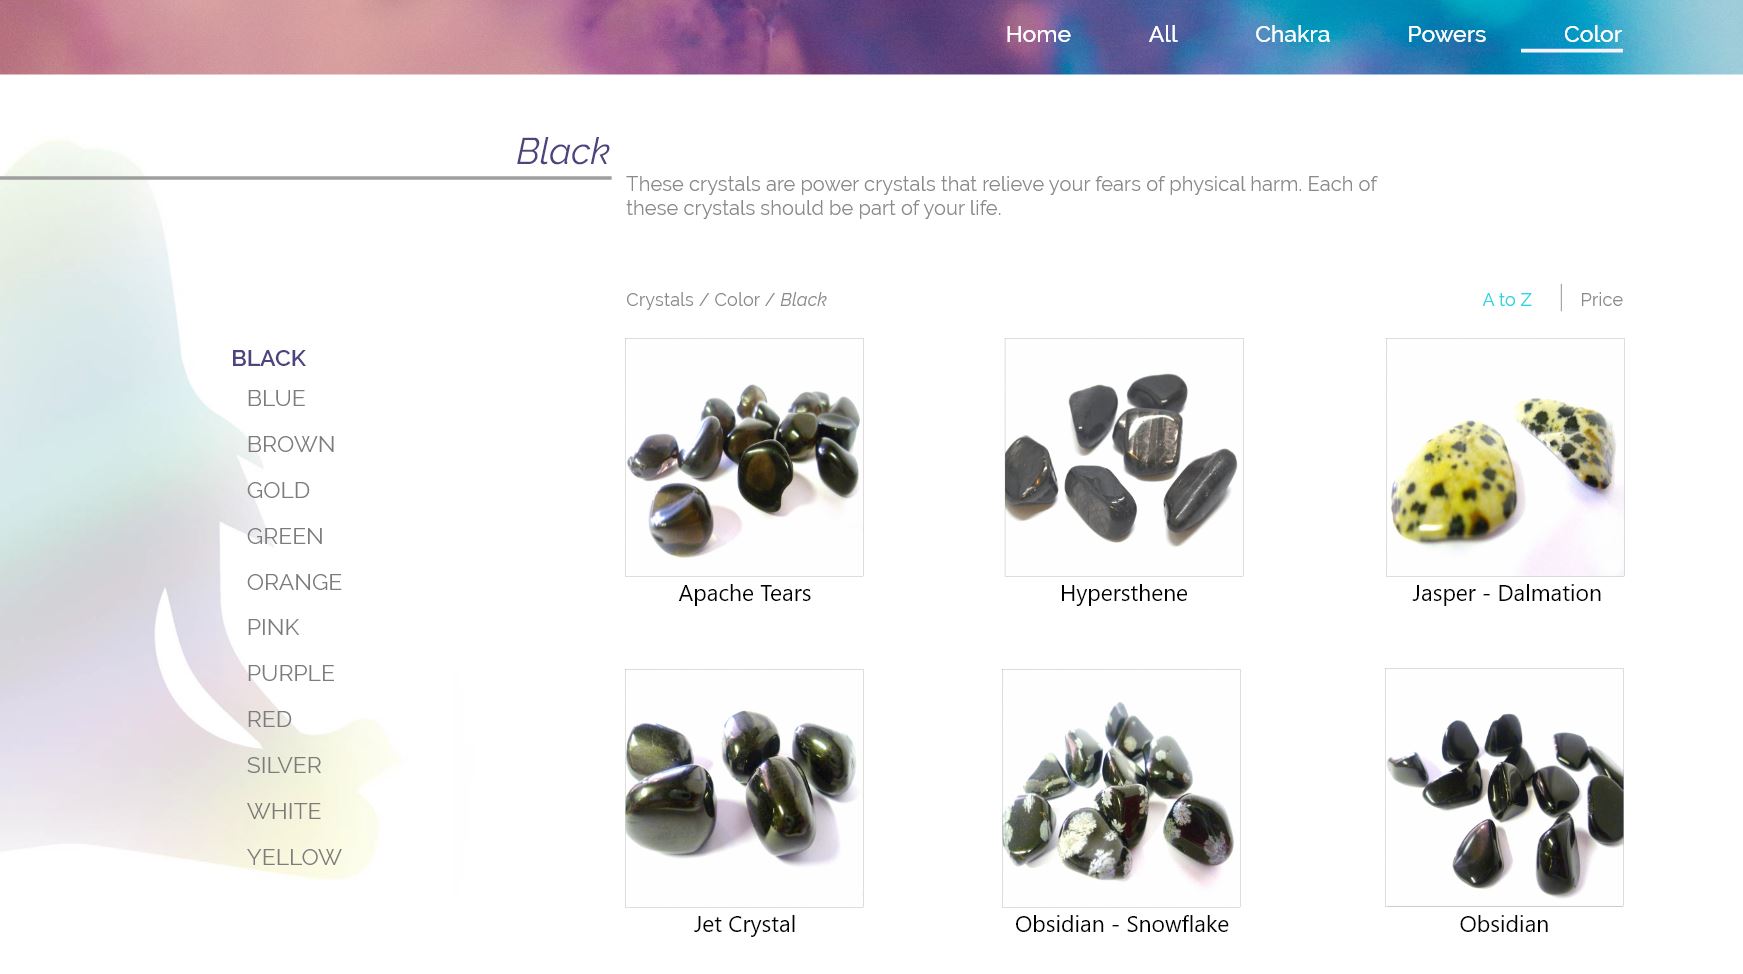 Home All Chakra Powers Color
Black
These crystals are power crystals that relieve your fears of physical harm. Each of
these crystals should be part of your life.
Crystals / Color / Black
A to Z | Price
BLACK
BLUE
BROWN
GOLD
GREEN
ORANGE
PINK
PURPLE
RED
SILVER
WHITE
YELLOW
Apache Tears
Hypersthene
Jasper - Dalmation
Jet Crystal
Obsidian - Snowflake
Obsidian